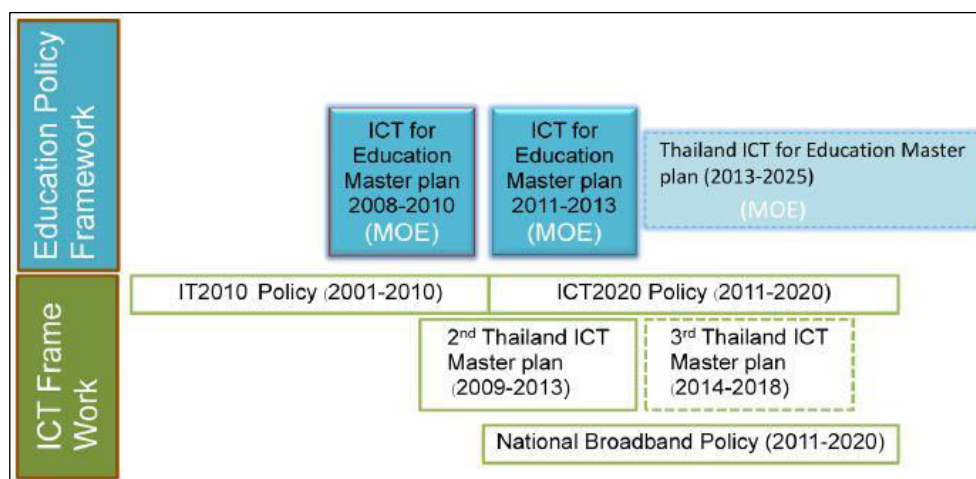 Education Policy
Framework
ICT for
Education
Master plan
2008-2010
(MOE)
ICT for
Education
Master plan
2011-2013
(MOE)
Thailand ICT for Education Master
plan (2013-2025)
(MOE)
ICT Frame
Work
IT2010 Policy (2001-2010)
ICT2020 Policy (2011-2020)
2nd Thailand ICT
Master plan
(2009-2013)
3rd Thailand ICT
Master plan
(2014-2018)
National Broadband Policy (2011-2020)